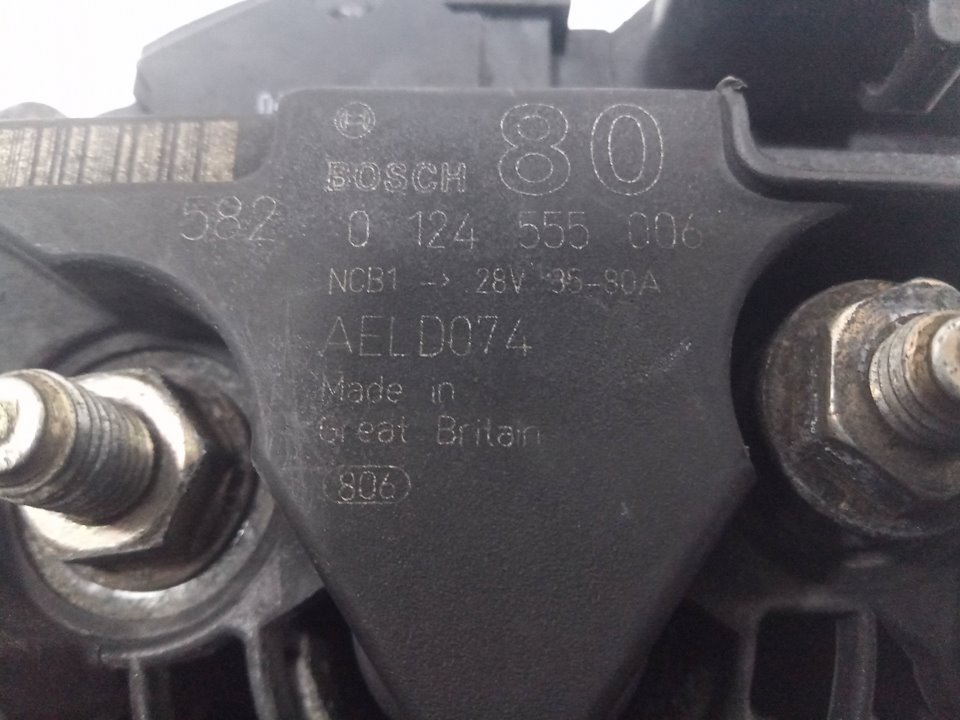 BOSCH 80
582 0 124 555 006
NCB1 -> 28V 35-80A
AELD074
Made in
Great Britain
806